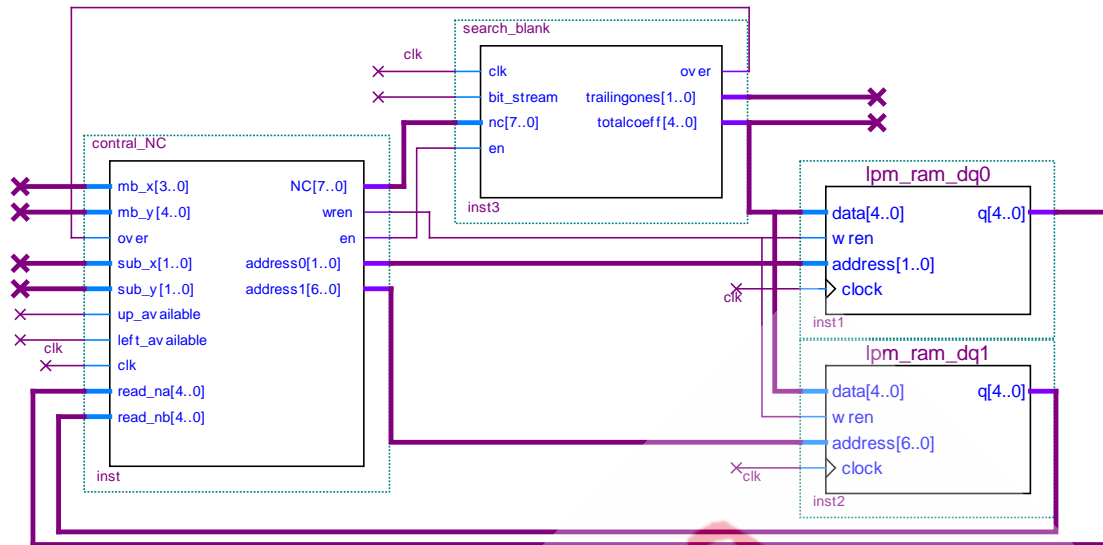 search_blank
clk
clk
over
bit_stream
trailingones[1..0]
nc[7..0]
totalcoeff[4..0]
en
inst3
contral_NC
mb_x[3..0]
NC[7..0]
mb_y[4..0]
wren
over
en
sub_x[1..0]
address0[1..0]
sub_y[1..0]
address1[6..0]
up_available
left_available
clk
clk
read_na[4..0]
read_nb[4..0]
inst
lpm_ram_dq0
data[4..0]
q[4..0]
wren
address[1..0]
clk
clock
inst1
lpm_ram_dq1
data[4..0]
q[4..0]
wren
address[6..0]
clk
clock
inst2